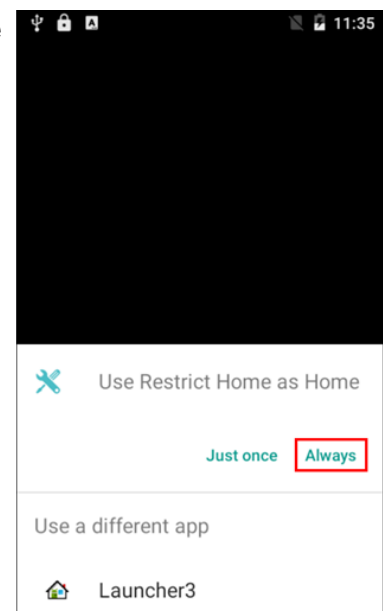 e
11:35
Use Restrict Home as Home
Just once Always
Use a different app
Launcher3